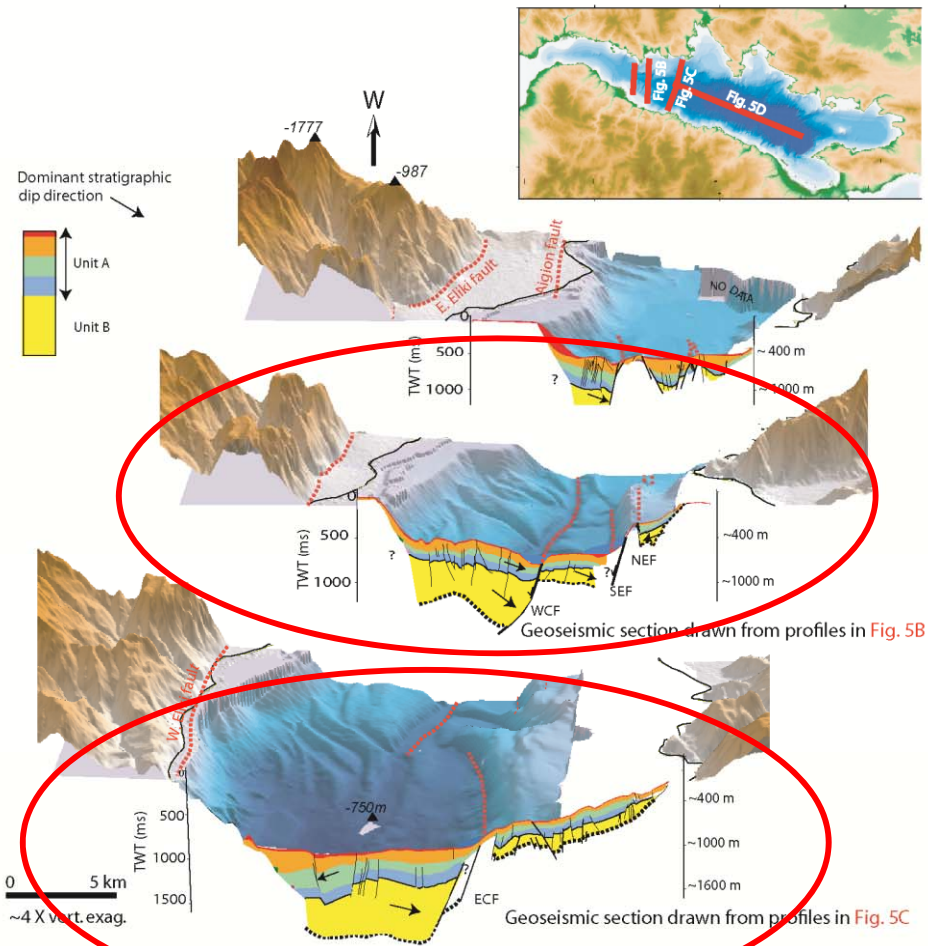 Fig. 5B
Fig. 5C
Fig. 5D
W
-1777
-987
Dominant stratigraphic
dip direction
Unit A
Unit B
E. Eliki fault
Aigion fault
NO DATA
0
500
1000
TWT (ms)
?
~ 400 m
~1000 m
0
500
1000
TWT (ms)
?
?
WCF
SEF
NEF
~400 m
~1000 m
Geoseismic section drawn from profiles in Fig. 5B
W. Eliki fault
0
500
1000
1500
TWT (ms)
-750m
?
ECF
~400 m
~1000 m
~1600 m
0 5 km
~4 X vert. exag.
Geoseismic section drawn from profiles in Fig. 5C